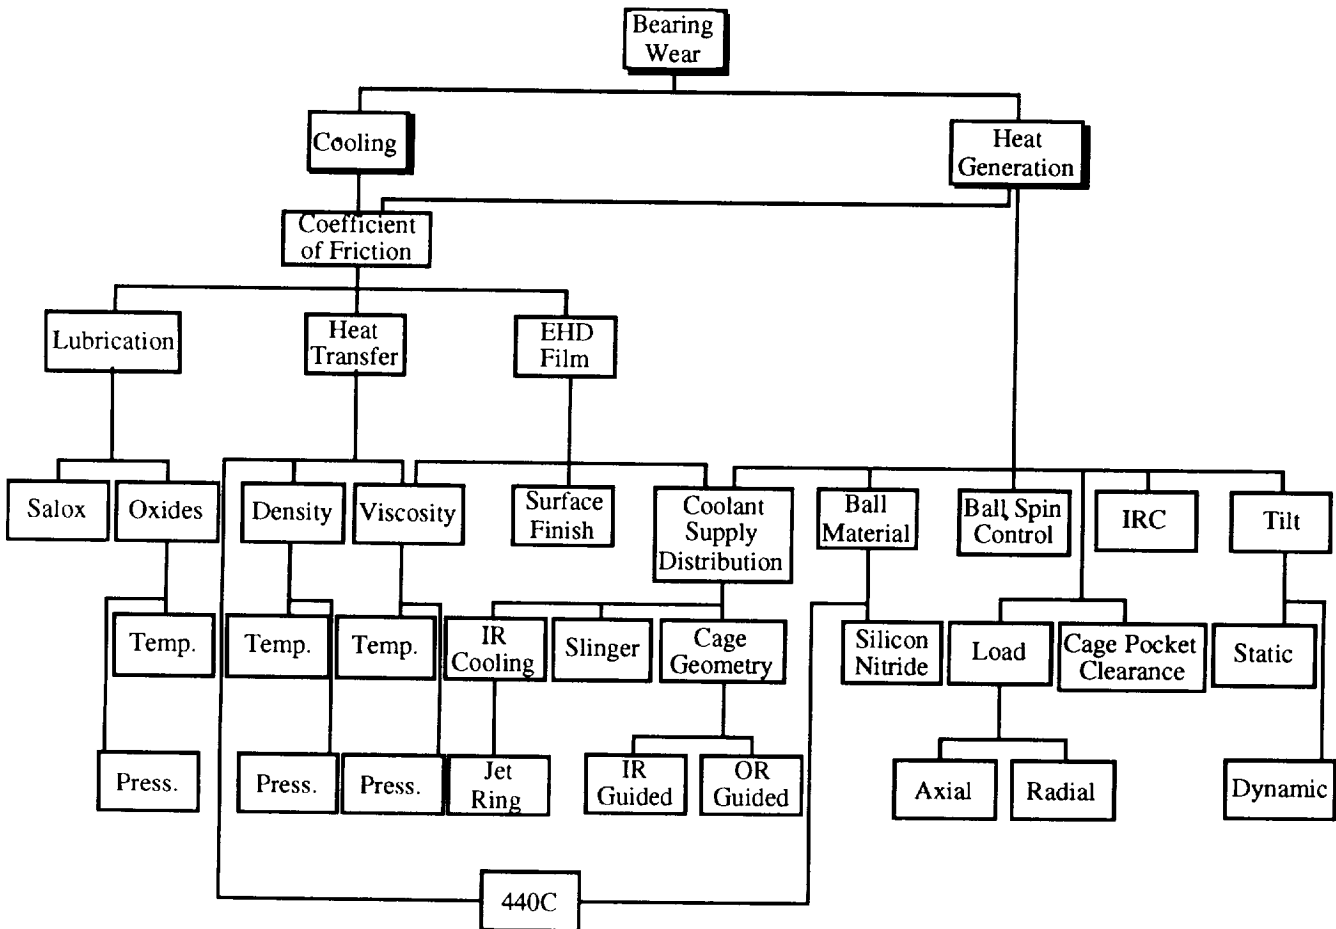 Bearing
Wear
Cooling
Heat
Generation
Coefficient
of Friction
Lubrication
Heat
Transfer
EHD
Film
Salox
Oxides
Density
Viscosity
Surface
Finish
Coolant
Supply
Distribution
Ball
Material
Ball Spin
Control
IRC
Tilt
Temp.
Temp.
Temp.
IR
Cooling
Slinger
Cage
Geometry
Silicon
Nitride
Load
Cage Pocket
Clearance
Static
Press.
Press.
Press.
Jet
Ring
IR
Guided
OR
Guided
Axial
Radial
Dynamic
440C